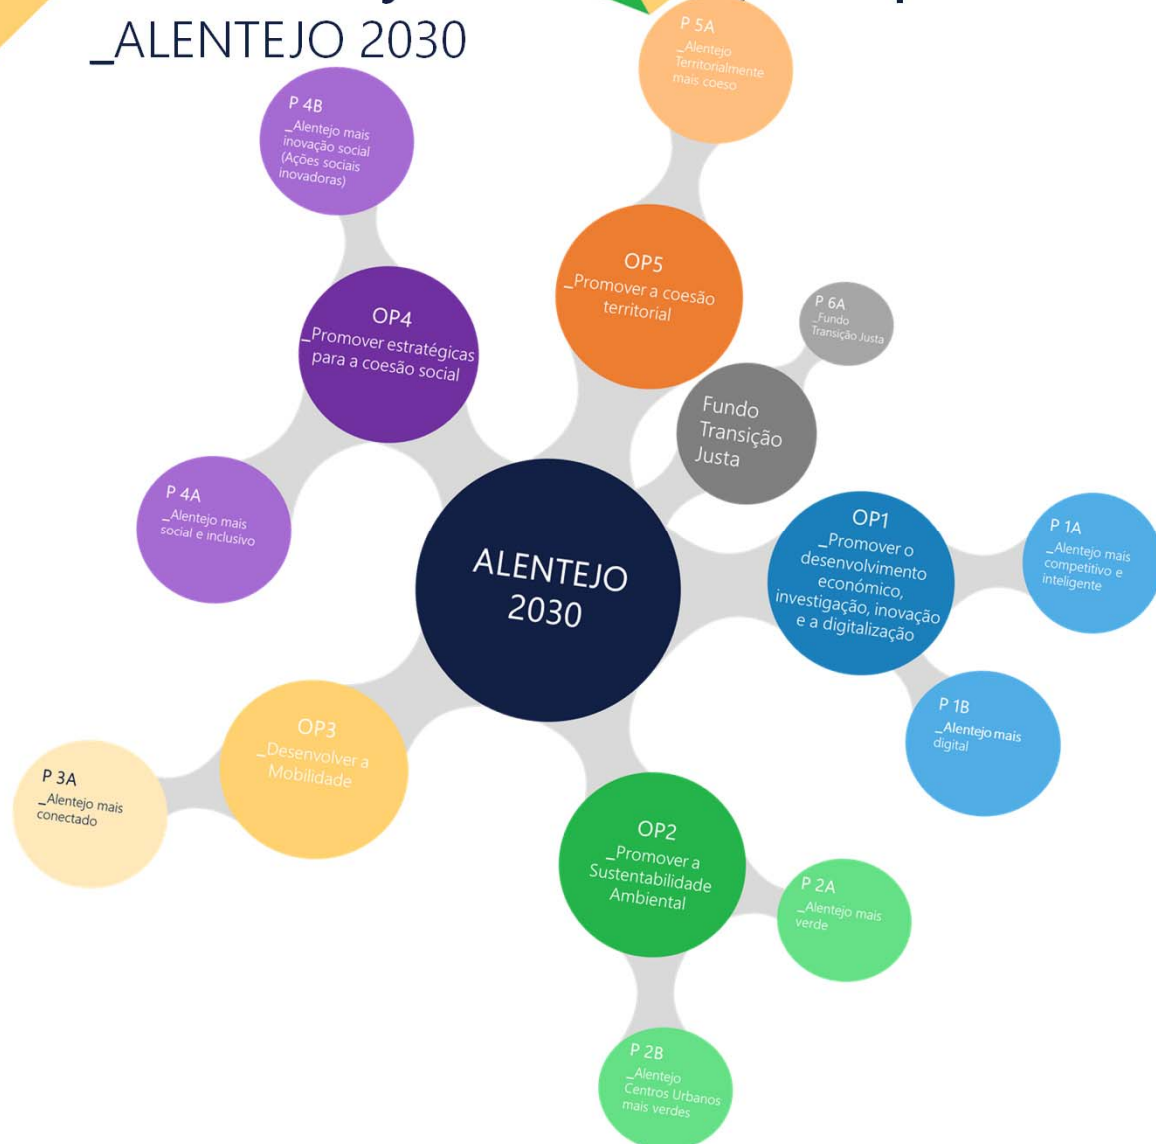 _ALENTEJO 2030
P 5A
_Alentejo
Territorialmente
mais coeso
P 4B
_Alentejo mais
inovação social
(Ações sociais
inovadoras)
OP5
_Promover a coesão
territorial
P 6A
_Fundo
Transição Justa
OP4
_Promover estratégicas
para a coesão social
Fundo
Transição
Justa
P 4A
_Alentejo mais
social e inclusivo
ALENTEJO
2030
OP1
_Promover o
desenvolvimento
económico,
investigação, inovação
e a digitalização
P 1A
_Alentejo mais
competitivo e
inteligente
P 1B
_Alentejo mais
digital
OP3
_Desenvolver a
Mobilidade
P 3A
_Alentejo mais
conectado
OP2
_Promover a
Sustentabilidade
Ambiental
P 2A
_Alentejo mais
verde
P 2B
_Alentejo
Centros Urbanos
mais verdes